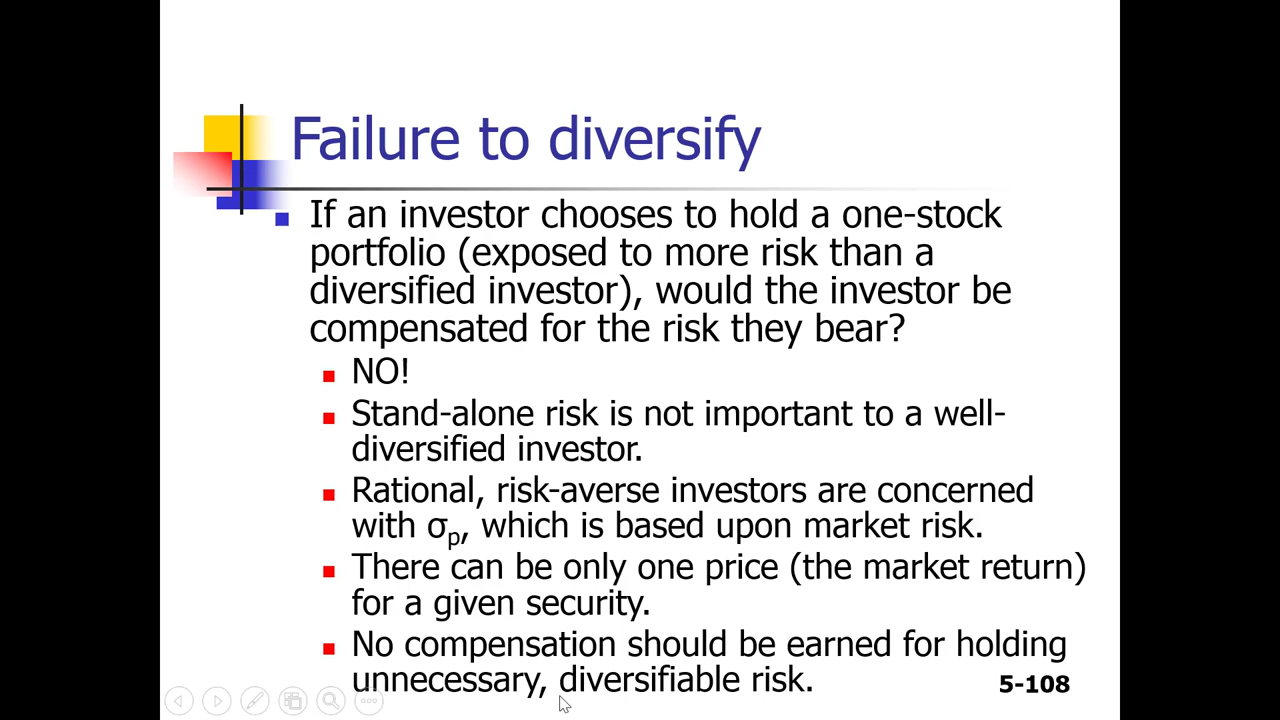 Failure to diversify
If an investor chooses to hold a one-stock
portfolio (exposed to more risk than a
diversified investor), would the investor be
compensated for the risk they bear?
NO!
Stand-alone risk is not important to a well-
diversified investor.
Rational, risk-averse investors are concerned
with σp, which is based upon market risk.
There can be only one price (the market return)
for a given security.
No compensation should be earned for holding
unnecessary, diversifiable risk.
5-108